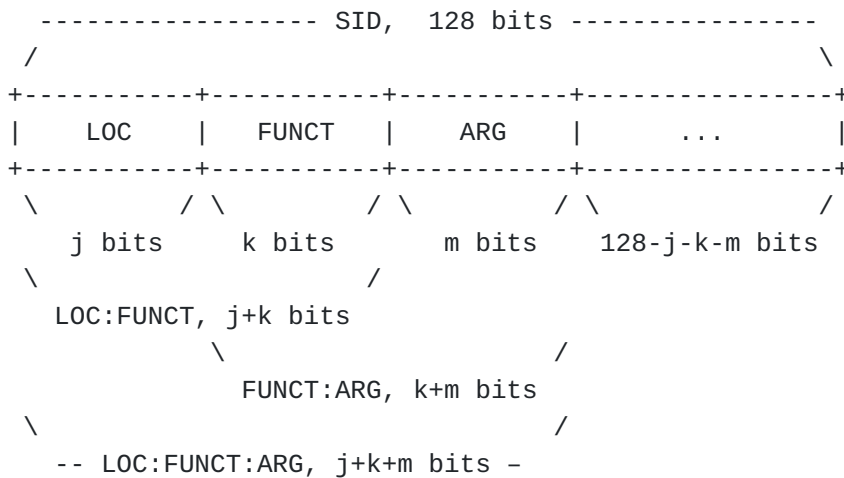 ------------------ SID,  128 bits ----------------
/                                                  \
+-----------+-----------+-----------+----------------+
|    LOC    |   FUNCT   |    ARG    |      ...       |
+-----------+-----------+-----------+----------------+
 \         / \         / \         / \              /
    j bits     k bits       m bits    128-j-k-m bits
 \                     /
   LOC:FUNCT, j+k bits
             \                     /
               FUNCT:ARG, k+m bits
 \                                 /
   -- LOC:FUNCT:ARG, j+k+m bits –